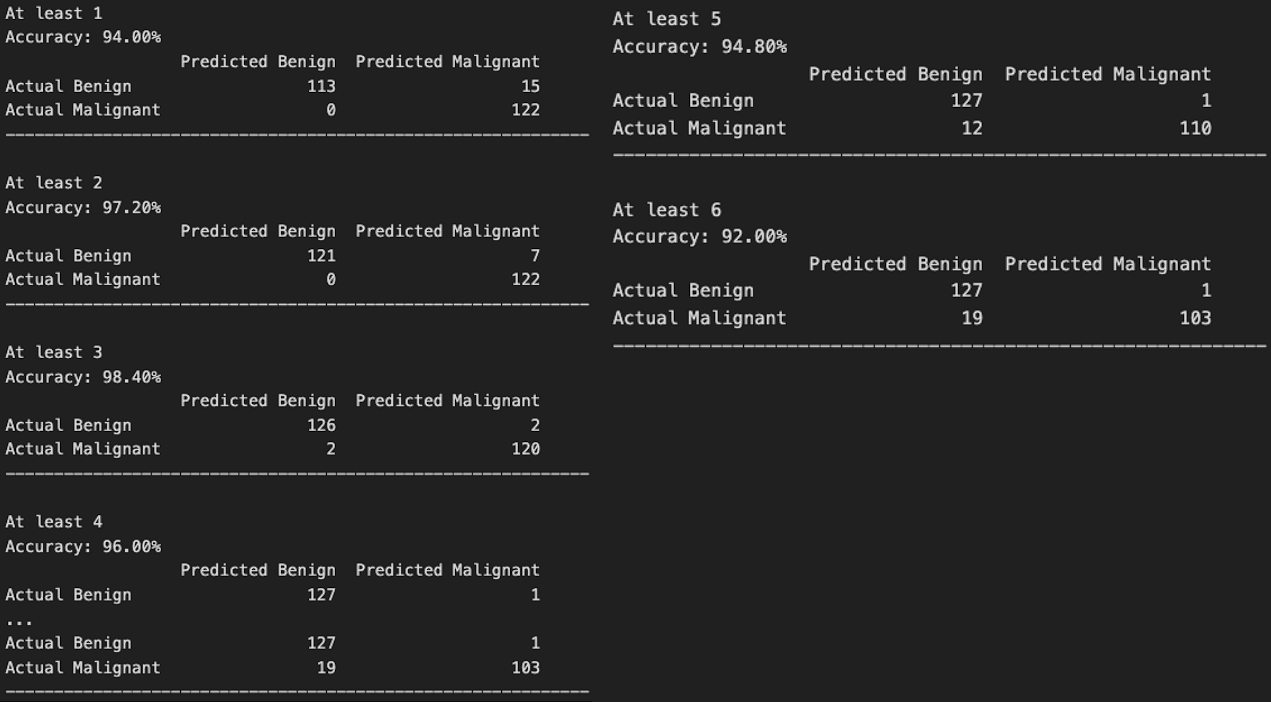 At least 1
Accuracy: 94.00%
Predicted Benign  Predicted Malignant
Actual Benign  113  15
Actual Malignant  0  122
------------------------------------------------------------
At least 2
Accuracy: 97.20%
Predicted Benign  Predicted Malignant
Actual Benign  121  7
Actual Malignant  0  122
------------------------------------------------------------
At least 3
Accuracy: 98.40%
Predicted Benign  Predicted Malignant
Actual Benign  126  2
Actual Malignant  2  120
------------------------------------------------------------
At least 4
Accuracy: 96.00%
Predicted Benign  Predicted Malignant
Actual Benign  127  1
...
Actual Benign  127  1
Actual Malignant  19  103
------------------------------------------------------------
At least 5
Accuracy: 94.80%
Predicted Benign  Predicted Malignant
Actual Benign  127  1
Actual Malignant  12  110
------------------------------------------------------------
At least 6
Accuracy: 92.00%
Predicted Benign  Predicted Malignant
Actual Benign  127  1
Actual Malignant  19  103
------------------------------------------------------------